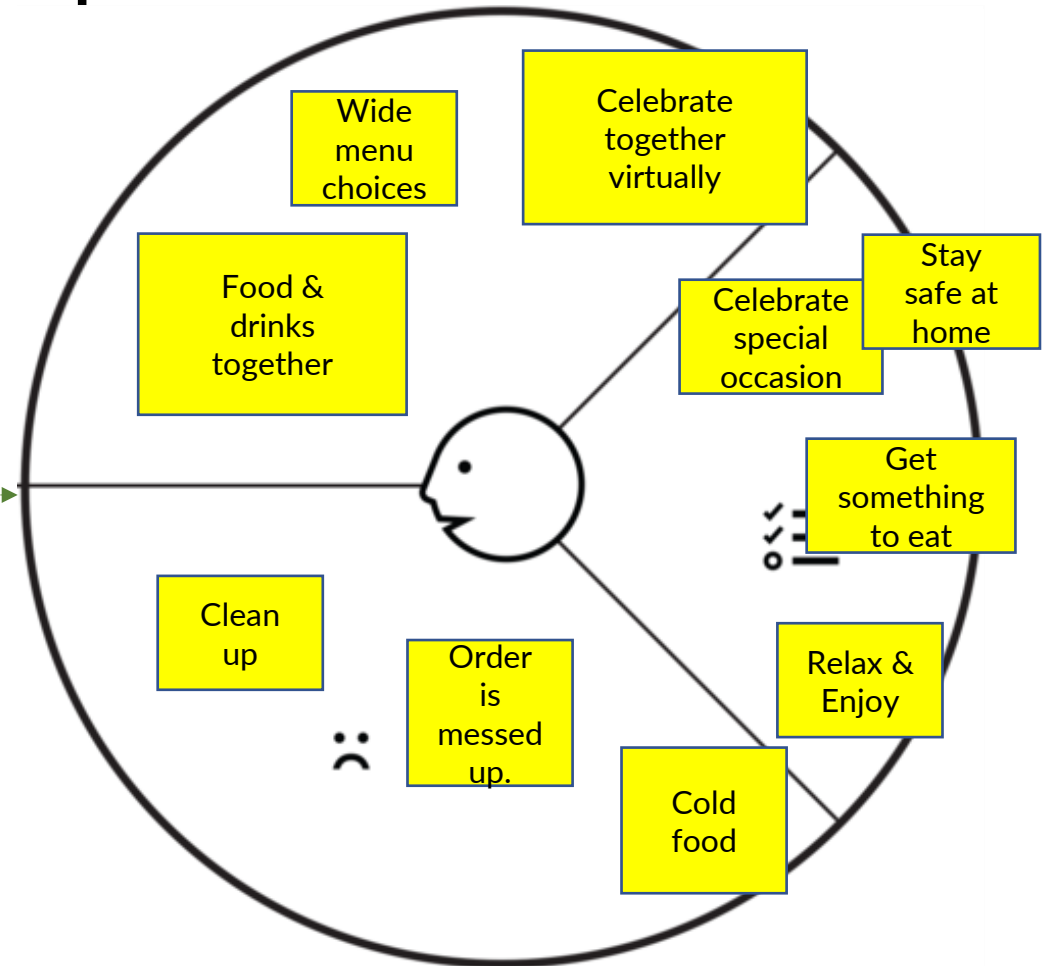 Wide
menu
choices
Celebrate
together
virtually
Food &
drinks
together
Celebrate
special
occasion
Stay
safe at
home
Get
something
to eat
Clean
up
Order
is
messed
up.
Relax &
Enjoy
Cold
food